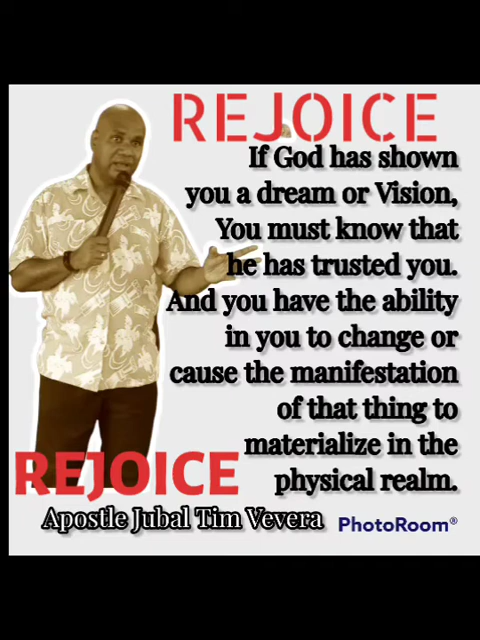 REJOICE
If God has shown
you a dream or Vision,
You must know that
he has trusted you.
And you have the ability
in you to change or
cause the manifestation
of that thing to
materialize in the
physical realm.
REJOICE
Apostle Jubal Tim Vevera
PhotoRoom®